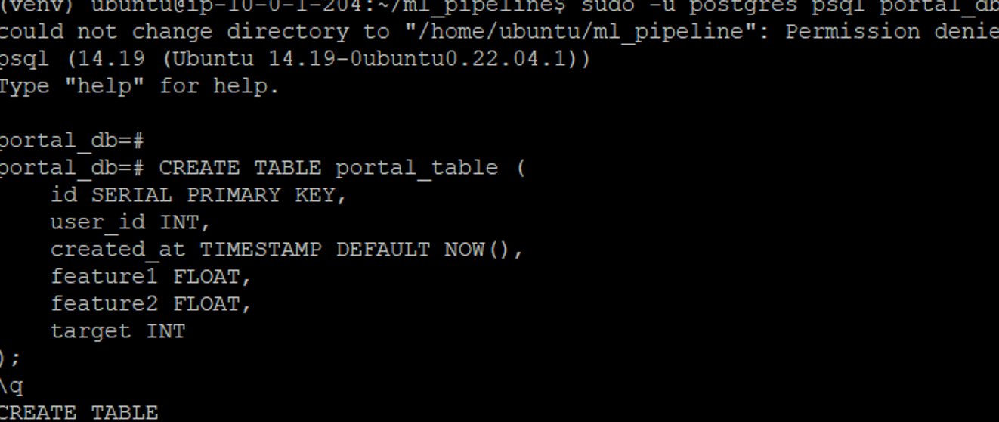 (venv) ubuntu@ip-10-0-1-204:~/ml_pipeline$ sudo -u postgres psql portal_db
could not change directory to "/home/ubuntu/ml_pipeline": Permission denie
psql (14.19 (Ubuntu 14.19-0ubuntu0.22.04.1))
Type "help" for help.
portal_db=#
portal_db=# CREATE TABLE portal_table (
id SERIAL PRIMARY KEY,
user_id INT,
created_at TIMESTAMP DEFAULT NOW(),
feature1 FLOAT,
feature2 FLOAT,
target INT
);
\q
CREATE TABLE